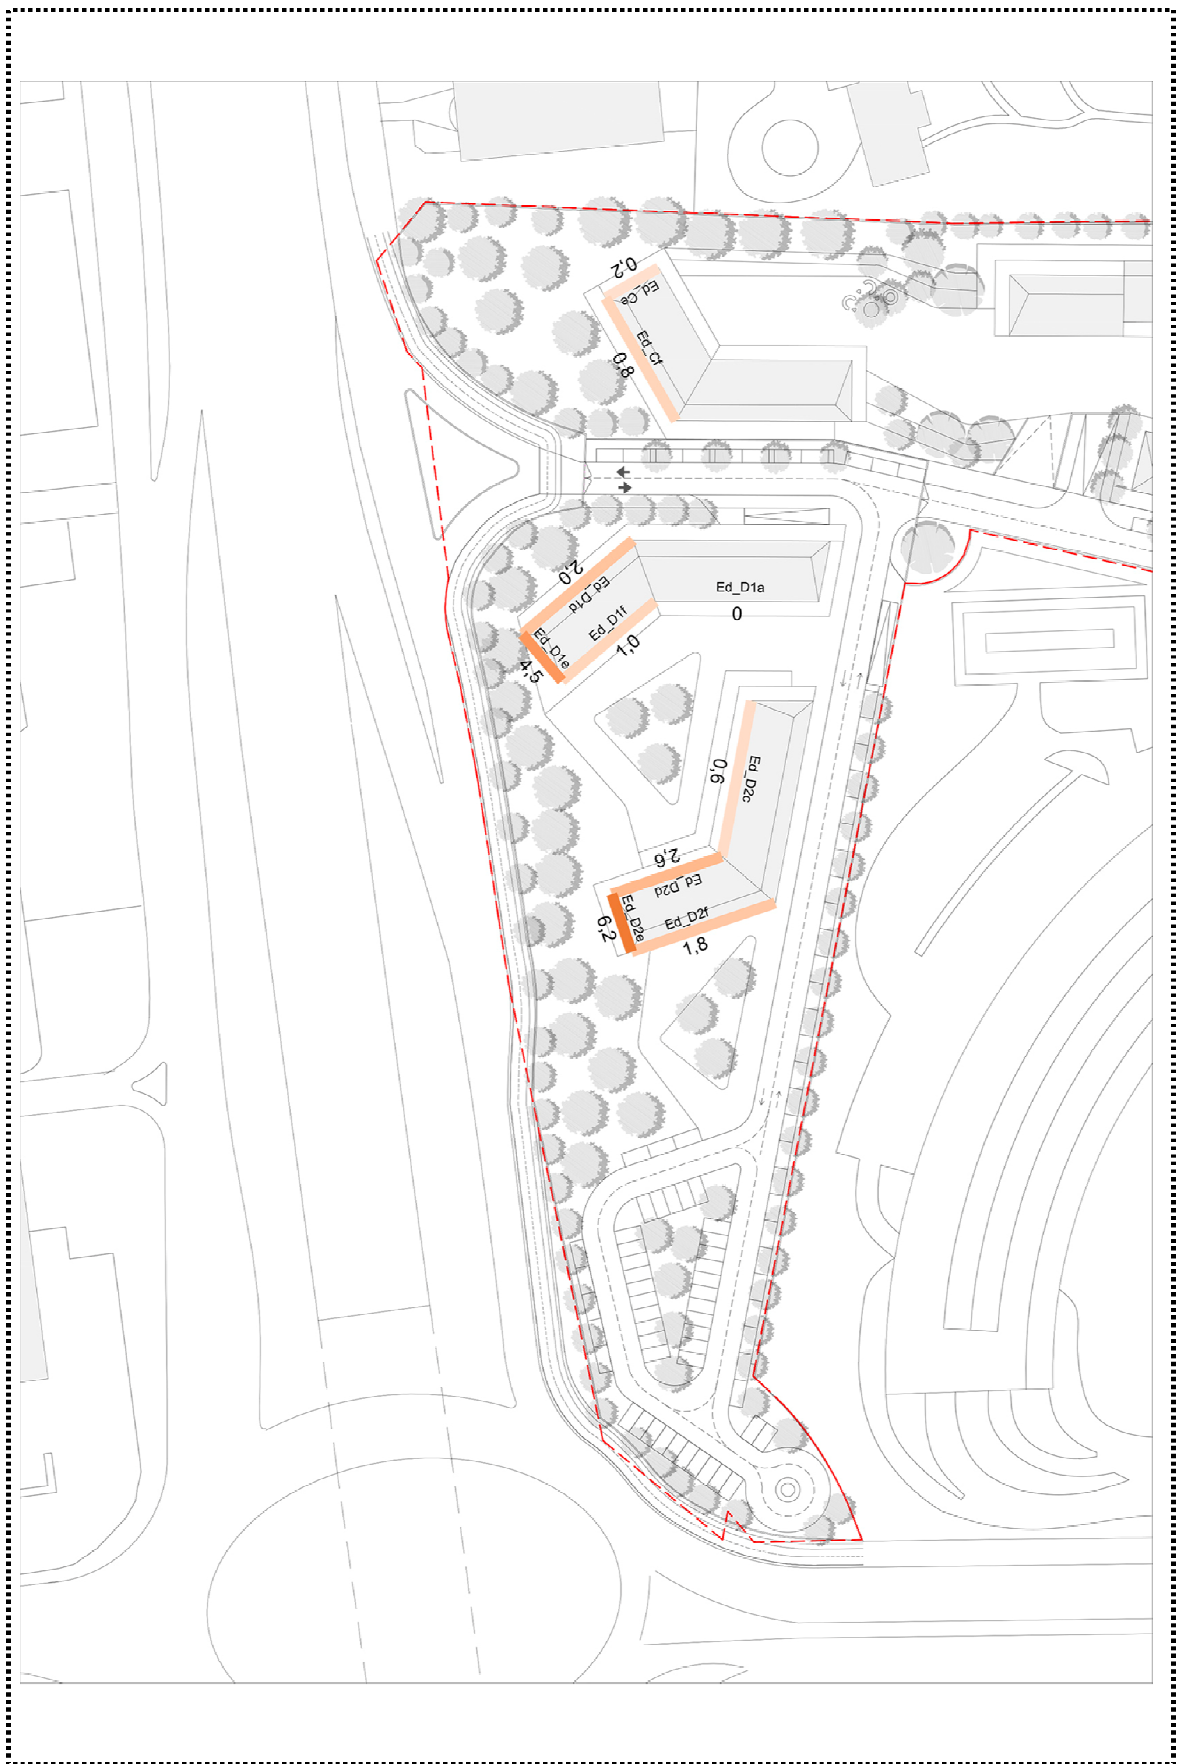 0,2
Ed_Ce
Ed_Cf
0,8
2,0
Ed_D1d
Ed_D1f
Ed_D1e
4,5
1,0
Ed_D1a
0
Ed_D2c
0,6
2,6
Ed_D2d
Ed_D2e
6,2
Ed_D2f
1,8